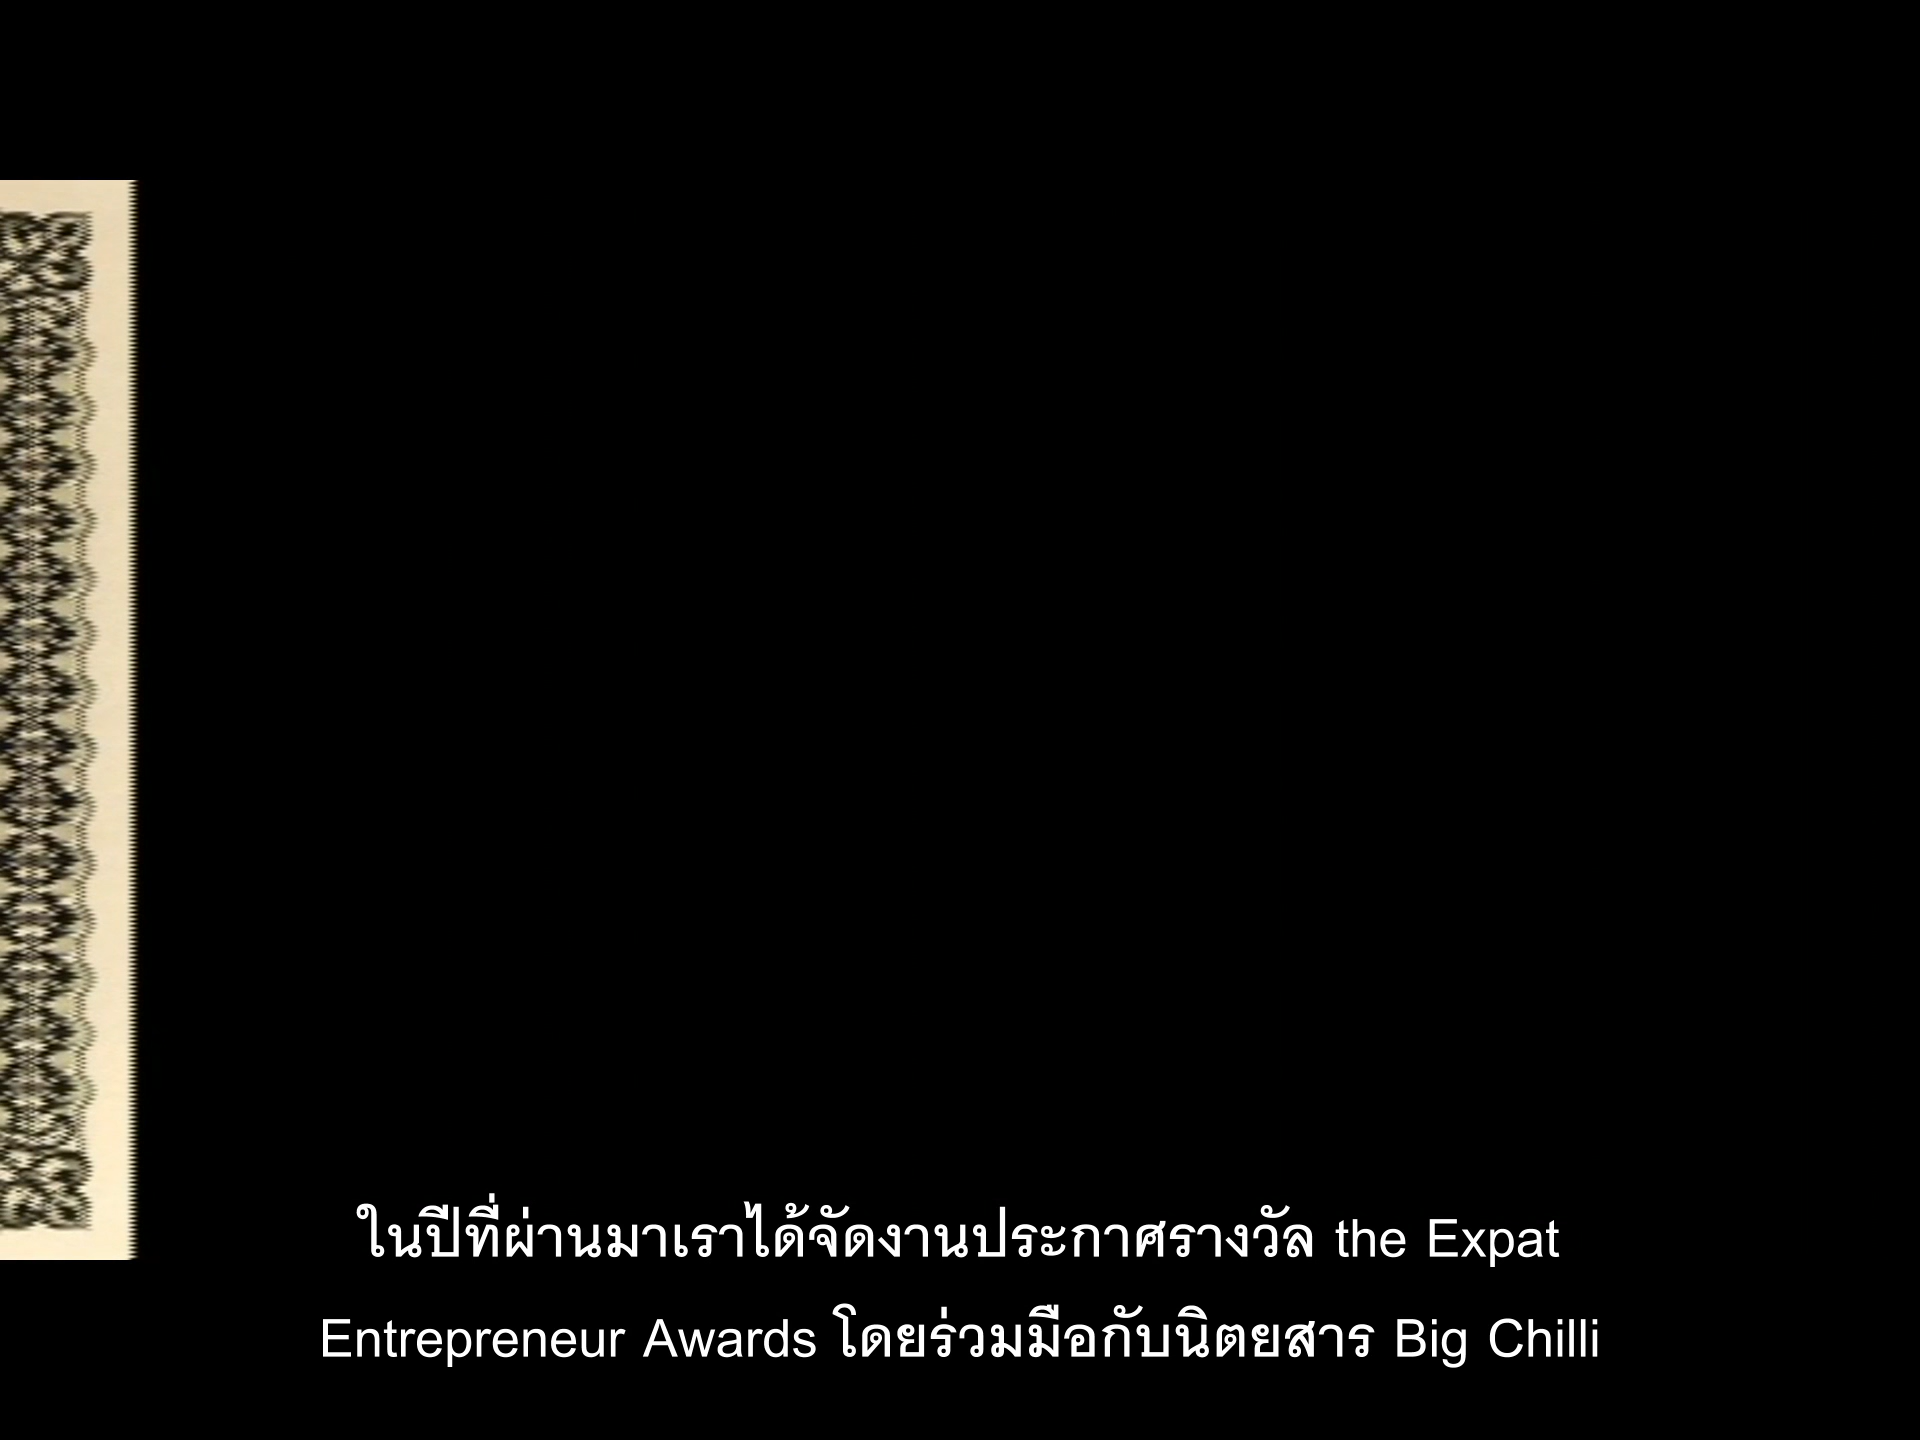 ในปีที่ผ่านมาเราได้จัดงานประกาศรางวัล the Expat
Entrepreneur Awards โดยร่วมมือกับนิตยสาร Big Chilli